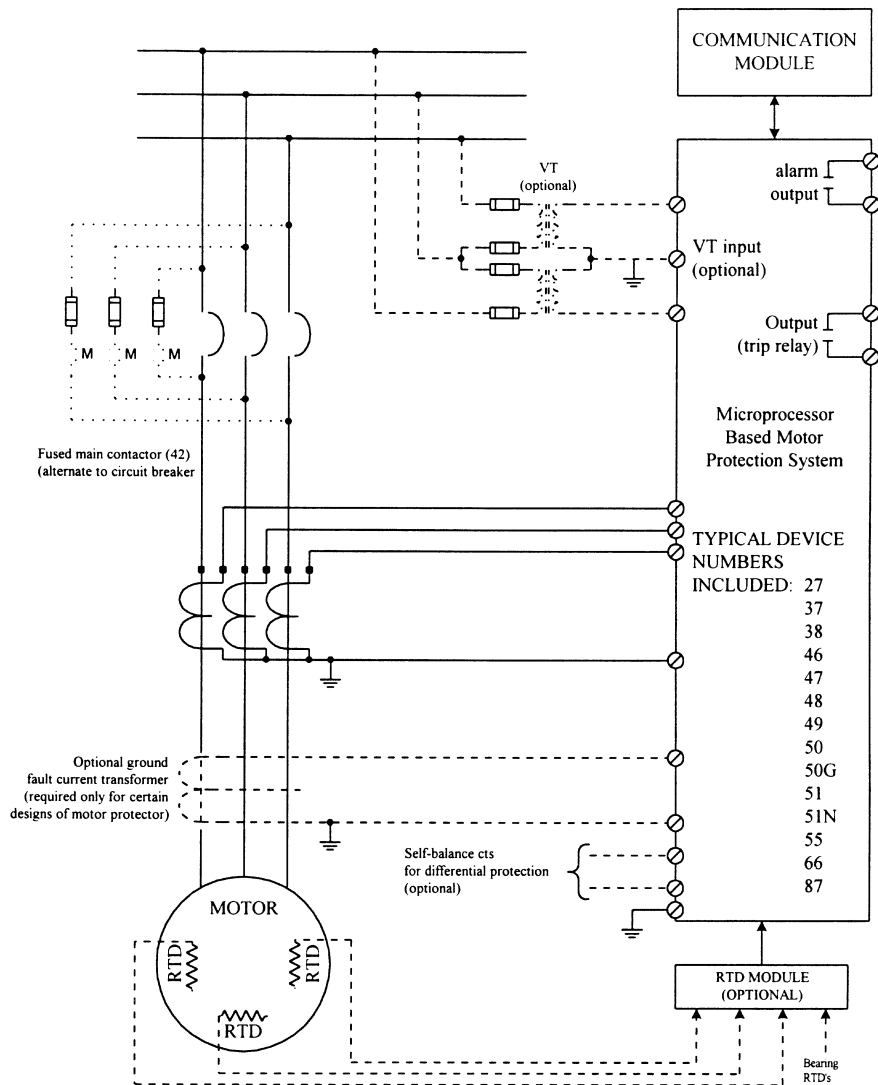 COMMUNICATION
MODULE
VT
(optional)
alarm
output
VT input
(optional)
Output
(trip relay)
M
M
M
Microprocessor
Based Motor
Protection System
Fused main contactor (42)
(alternate to circuit breaker
TYPICAL DEVICE
NUMBERS
INCLUDED: 27
37
38
46
47
48
49
50
50G
51
51N
55
66
87
Optional ground
fault current transformer
(required only for certain
designs of motor protector)
Self-balance cts
for differential protection
(optional)
MOTOR
RTD
RTD
RTD
RTD MODULE
(OPTIONAL)
Bearing
RTD's